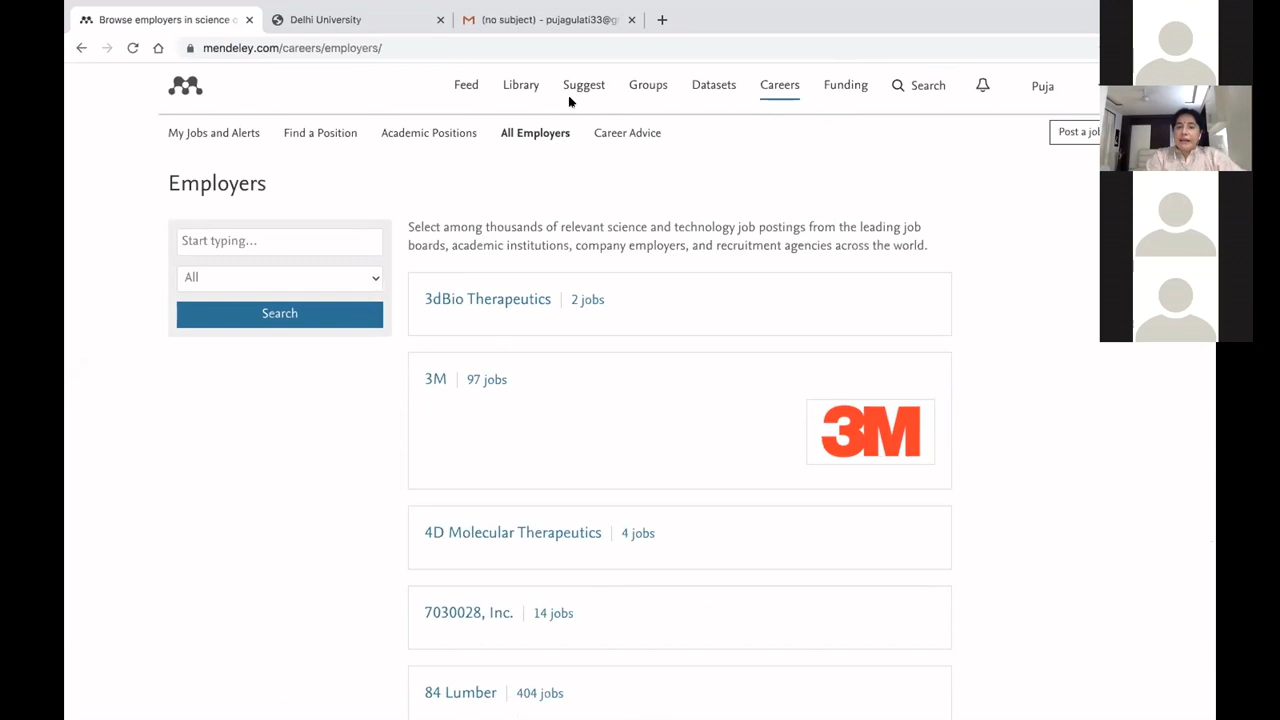 Browse employers in science o
Delhi University
(no subject) - pujagulati33@g
mendeley.com/careers/employers/
Feed Library Suggest Groups Datasets Careers Funding Search Puja
My Jobs and Alerts Find a Position Academic Positions All Employers Career Advice Post a job
Employers
Start typing...
All
Search
Select among thousands of relevant science and technology job postings from the leading job
boards, academic institutions, company employers, and recruitment agencies across the world.
3dBio Therapeutics 2 jobs
3M 97 jobs
3M
4D Molecular Therapeutics 4 jobs
7030028, Inc. 14 jobs
84 Lumber 404 jobs